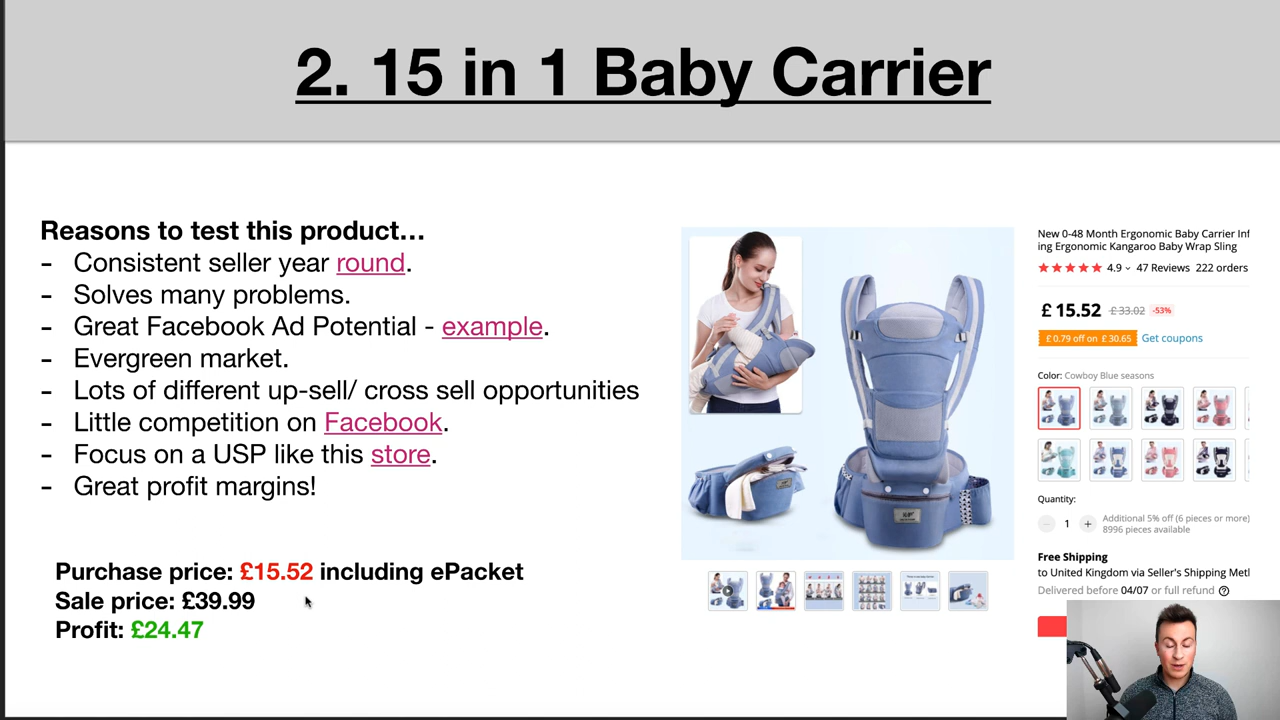 2. 15 in 1 Baby Carrier
Reasons to test this product...
- Consistent seller year round.
- Solves many problems.
- Great Facebook Ad Potential - example.
- Evergreen market.
- Lots of different up-sell/ cross sell opportunities
- Little competition on Facebook.
- Focus on a USP like this store.
- Great profit margins!
Purchase price: £15.52 including ePacket
Sale price: £39.99
Profit: £24.47
New 0-48 Month Ergonomic Baby Carrier Inf
ing Ergonomic Kangaroo Baby Wrap Sling
4.9 47 Reviews 222 orders
£ 15.52 £ 33.02 -53%
£ 0.79 off on £ 30.65 Get coupons
Color: Cowboy Blue seasons
Quantity:
1
Additional 5% off (6 pieces or more)
8996 pieces available
Free Shipping
to United Kingdom via Seller's Shipping Met
Delivered before 04/07 or full refund